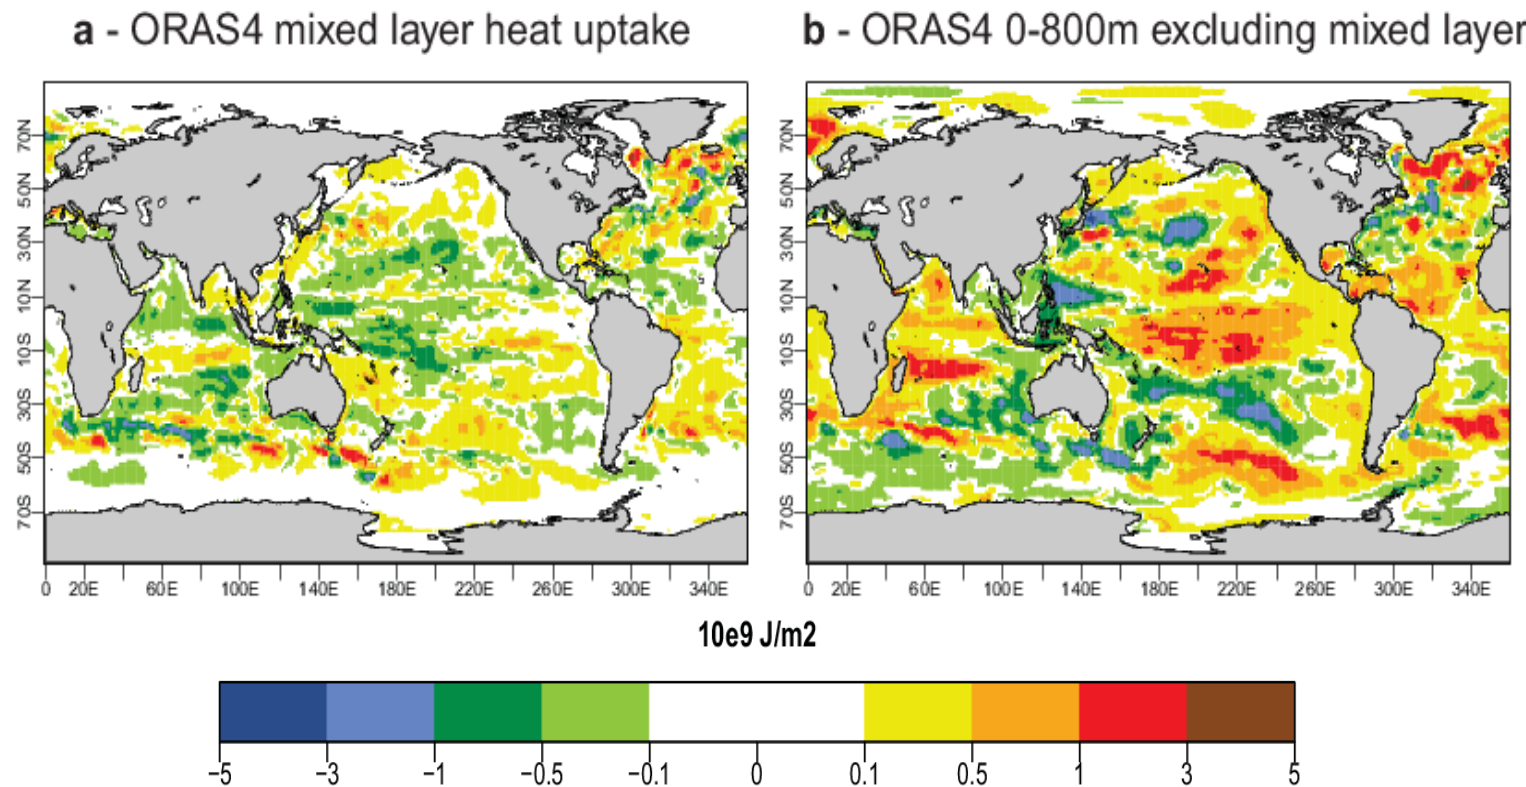 a - ORAS4 mixed layer heat uptake
b - ORAS4 0-800m excluding mixed layer
70N
50N
30N
10N
10S
30S
50S
70S
0 20E 60E 100E 140E 180E 220E 260E 300E 340E
70N
50N
30N
10N
10S
30S
50S
70S
0 20E 60E 100E 140E 180E 220E 260E 300E 340E
10e9 J/m2
−5 −3 −1 −0.5 −0.1 0 0.1 0.5 1 3 5